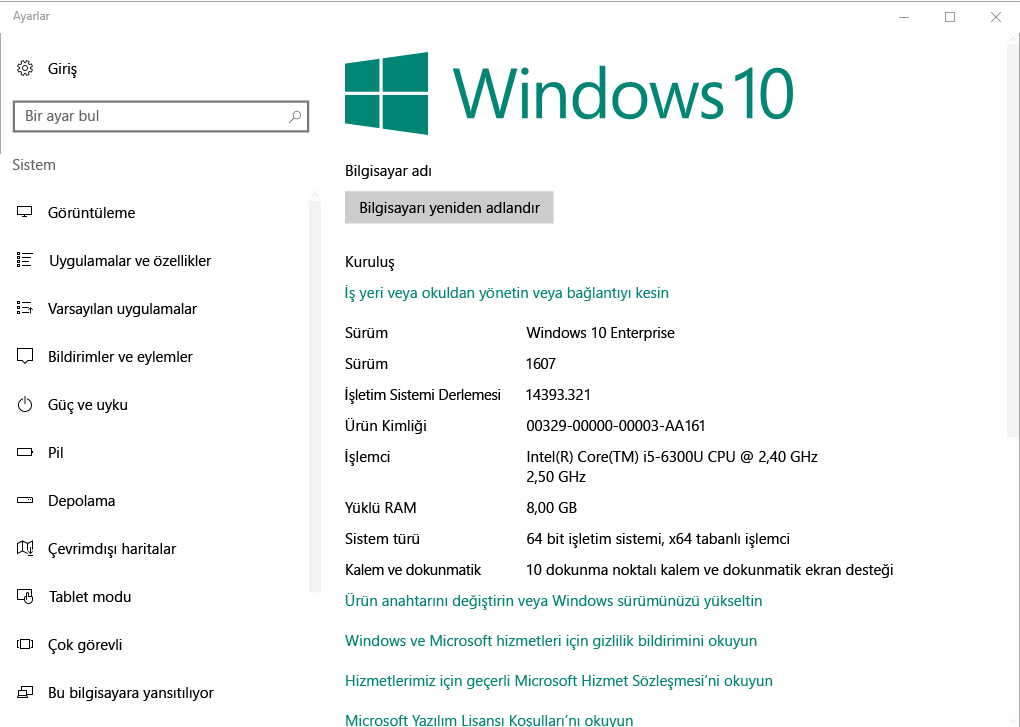 Ayarlar
Giriş
Bir ayar bul
Sistem
Görüntüleme
Uygulamalar ve özellikler
Varsayılan uygulamalar
Bildirimler ve eylemler
Güç ve uyku
Pil
Depolama
Çevrimdışı haritalar
Tablet modu
Çok görevli
Bu bilgisayara yansıtılıyor
Windows 10
Bilgisayar adı
Bilgisayarı yeniden adlandır
Kuruluş
İş yeri veya okuldan yönetin veya bağlantıyı kesin
Sürüm Windows 10 Enterprise
Sürüm 1607
İşletim Sistemi Derlemesi 14393.321
Ürün Kimliği 00329-00000-00003-AA161
İşlemci Intel(R) Core(TM) i5-6300U CPU @ 2,40 GHz
2,50 GHz
Yüklü RAM 8,00 GB
Sistem türü 64 bit işletim sistemi, x64 tabanlı işlemci
Kalem ve dokunmatik 10 dokunma noktalı kalem ve dokunmatik ekran desteği
Ürün anahtarını değiştirin veya Windows sürümünüzü yükseltin
Windows ve Microsoft hizmetleri için gizlilik bildirimini okuyun
Hizmetlerimiz için geçerli Microsoft Hizmet Sözleşmesi’ni okuyun
Microsoft Yazılım Lisansı Koşulları’nı okuyun